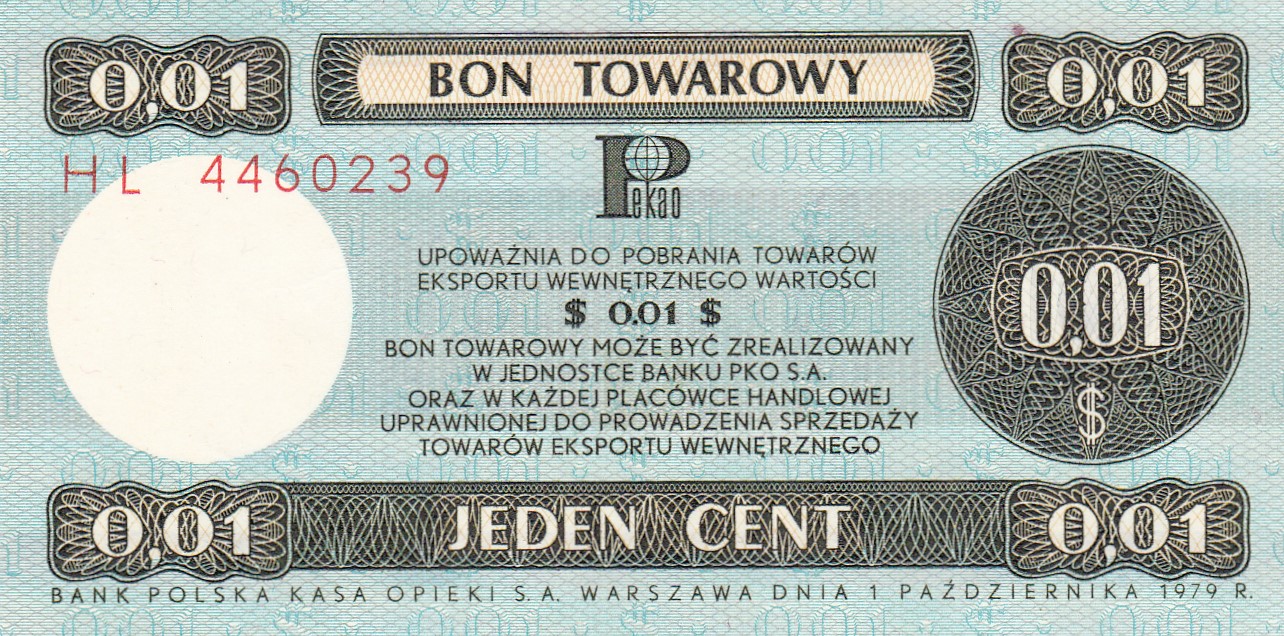 0,01 BON TOWAROWY 0,01
HL 4460239
Pekao
UPOWAŻNIA DO POBRANIA TOWARÓW
EKSPORTU WEWNĘTRZNEGO WARTOŚCI
$ 0.01 $
BON TOWAROWY MOŻE BYĆ ZREALIZOWANY
W JEDNOSTCE BANKU PKO S.A.
ORAZ W KAŻDEJ PLACÓWCE HANDLOWEJ
UPRAWNIONEJ DO PROWADZENIA SPRZEDAŻY
TOWARÓW EKSPORTU WEWNĘTRZNEGO
0,01
$
0,01 JEDEN CENT 0,01
BANK POLSKA KASA OPIEKI S.A. WARSZAWA DNIA 1 PAŹDZIERNIKA 1979 R.